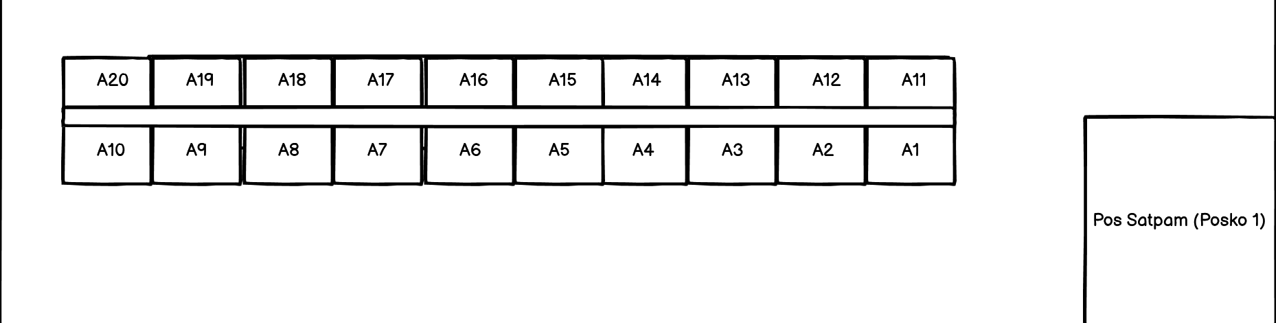 A20 A19 A18 A17 A16 A15 A14 A13 A12 A11
A10 A9 A8 A7 A6 A5 A4 A3 A2 A1
Pos Satpam (Posko 1)